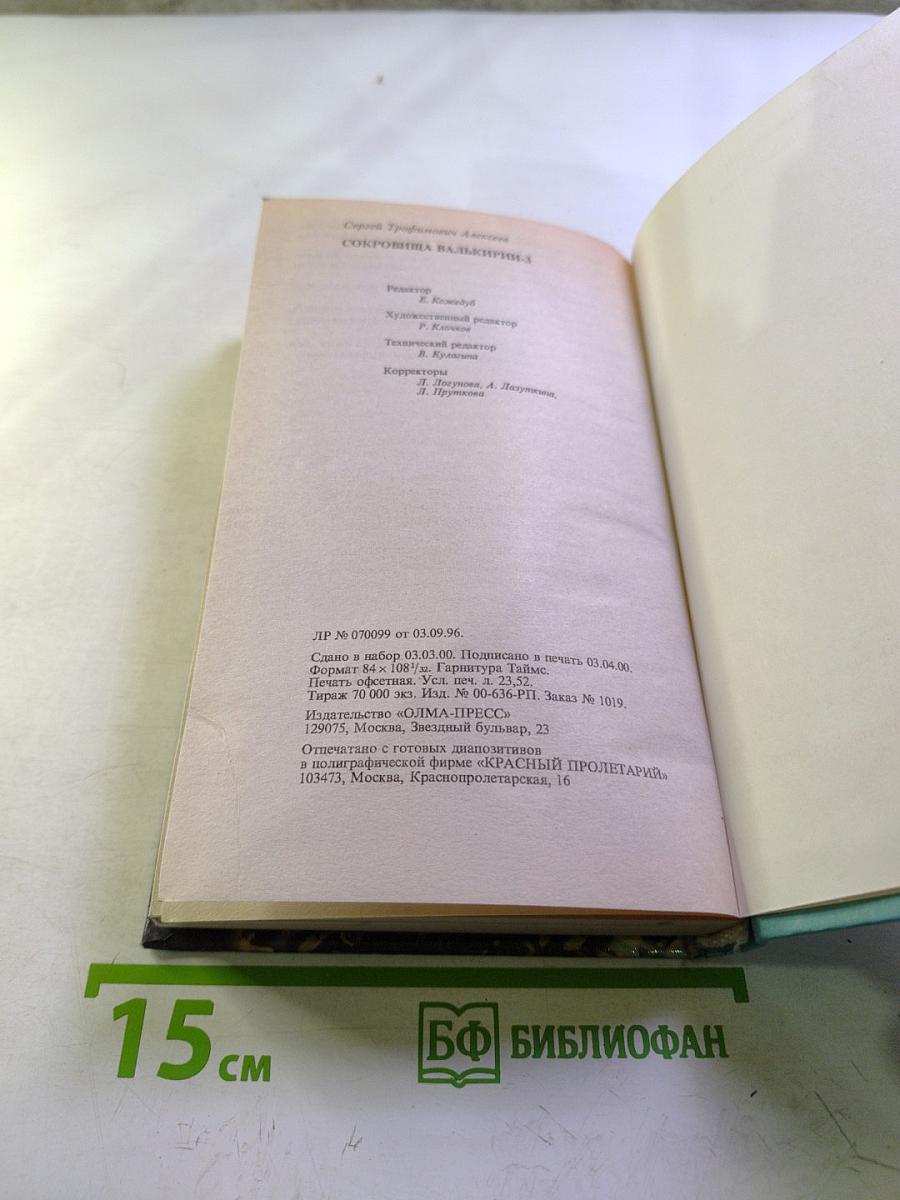 Сергей Трофимович Алексеев
СОКРОВИЩА ВАЛЬКИРИИ-3
Редактор
Е. Кожедуб
Художественный редактор
Р. Клочков
Технический редактор
В. Кулагина
Корректоры
Л. Логунова, А. Лазуткина,
Л. Пруткова
ЛР № 070099 от 03.09.96.
Сдано в набор 03.03.00. Подписано в печать 03.04.00.
Формат 84 × 108¹/₃₂. Гарнитура Таймс.
Печать офсетная. Усл. печ. л. 23,52.
Тираж 70 000 экз. Изд. № 00-636-РП. Заказ № 1019.
Издательство «ОЛМА-ПРЕСС»
129075, Москва, Звездный бульвар, 23
Отпечатано с готовых диапозитивов
в полиграфической фирме «КРАСНЫЙ ПРОЛЕТАРИЙ»
103473, Москва, Краснопролетарская, 16
15 см
БФ БИБЛИОФАН